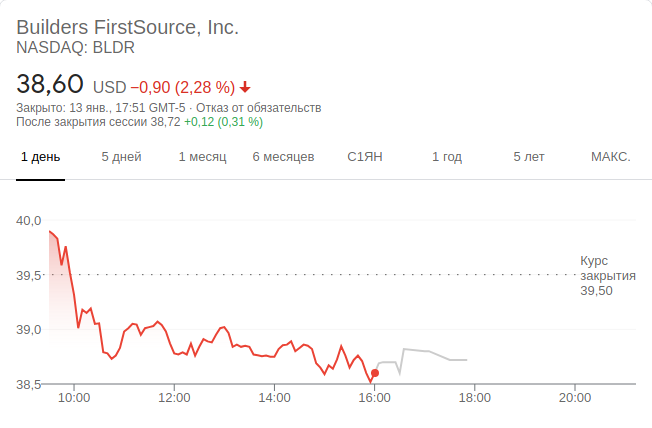 Builders FirstSource, Inc.
NASDAQ: BLDR
38,60 USD −0,90 (2,28 %)
Закрыто: 13 янв., 17:51 GMT-5 · Отказ от обязательств
После закрытия сессии 38,72 +0,12 (0,31 %)
1 день 5 дней 1 месяц 6 месяцев С1ЯН 1 год 5 лет МАКС.
40,0
39,5
39,0
38,5
Курс
закрытия
39,50
10:00 12:00 14:00 16:00 18:00 20:00